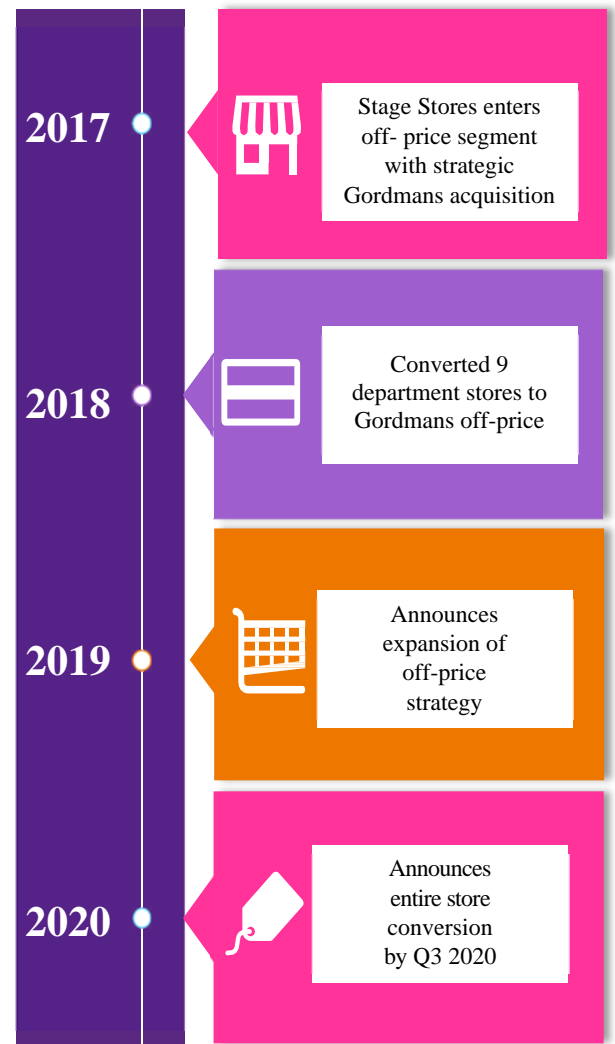 2017
Stage Stores enters
off- price segment
with strategic
Gordmans acquisition
2018
Converted 9
department stores to
Gordmans off-price
2019
Announces
expansion of
off-price
strategy
2020
Announces
entire store
conversion
by Q3 2020